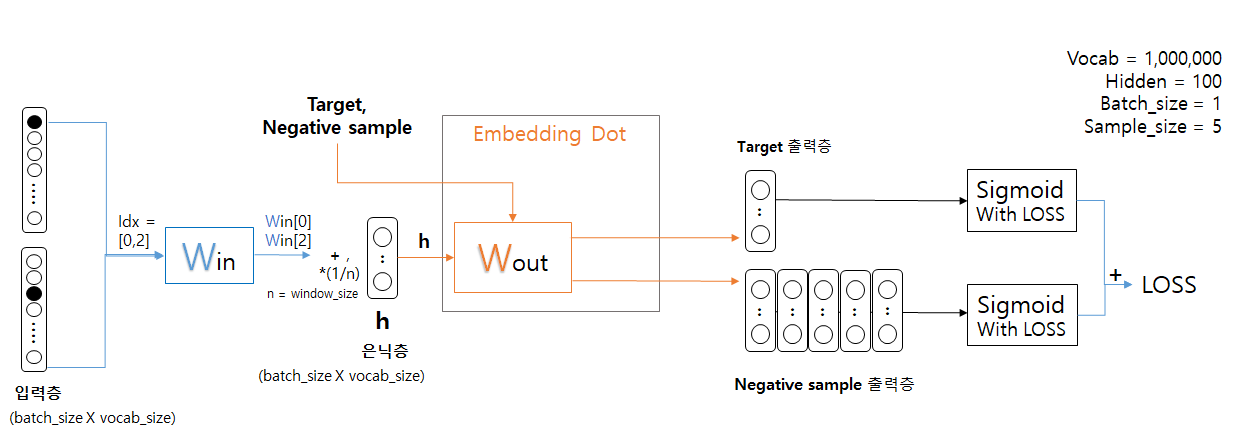 Vocab = 1,000,000
Hidden = 100
Batch_size = 1
Sample_size = 5
Target,
Negative sample
Embedding Dot
Target 출력층
Idx =
[0,2]
Win
Win[0]
Win[2]
+ ,
*(1/n)
n = window_size
h
Wout
Sigmoid
With LOSS
Sigmoid
With LOSS
+
LOSS
h
은닉층
(batch_size X vocab_size)
Negative sample 출력층
입력층
(batch_size X vocab_size)